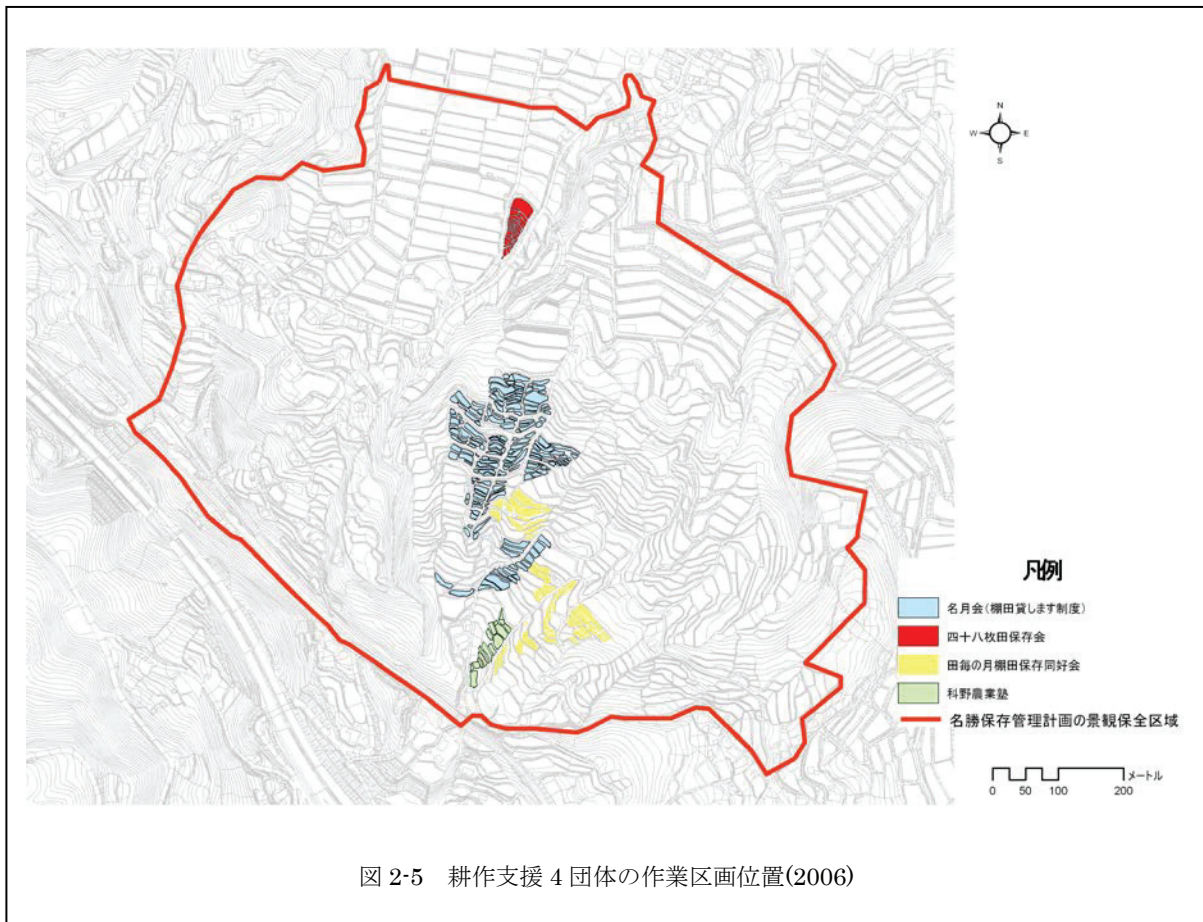 N
W E
S
凡例
名月会(棚田貸します制度)
四十八枚田保存会
田毎の月棚田保存同好会
科野農業塾
名勝保存管理計画の景観保全区域
メートル
0 50 100 200
図 2-5 耕作支援 4 団体の作業区画位置(2006)